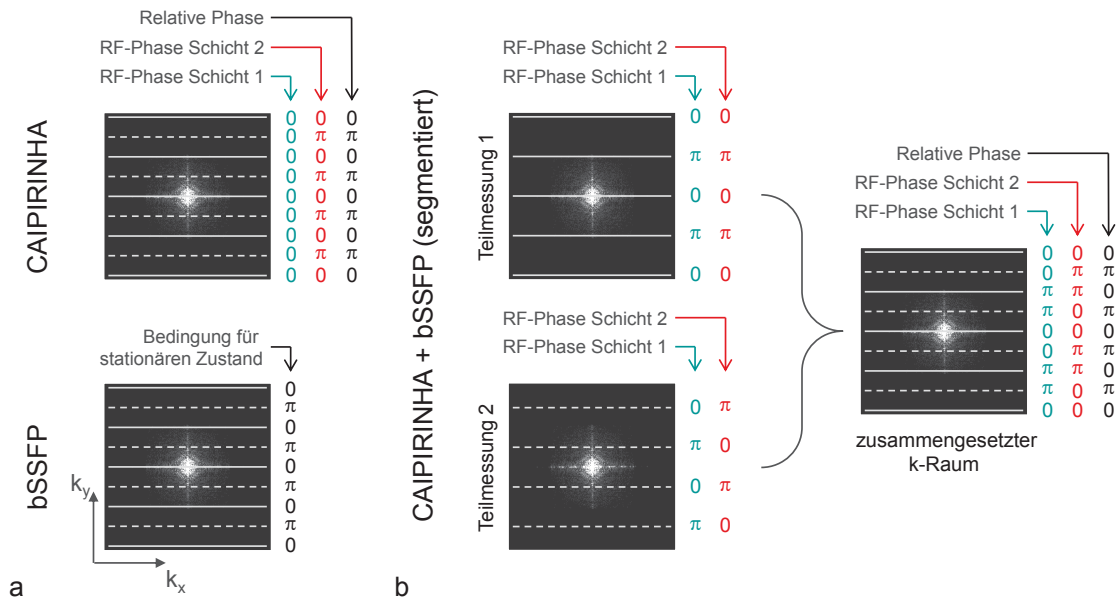 Relative Phase
RF-Phase Schicht 2
RF-Phase Schicht 1
CAIPIRINHA
0 0 0
0 π π
0 0 0
0 π π
0 0 0
0 π π
0 0 0
0 π π
0 0 0
Bedingung für
stationären Zustand
bSSFP
0
π
0
π
0
π
0
π
0
ky
kx
a
CAIPIRINHA + bSSFP (segmentiert)
RF-Phase Schicht 2
RF-Phase Schicht 1
Teilmessung 1
0 0
π π
0 0
π π
0 0
RF-Phase Schicht 2
RF-Phase Schicht 1
Teilmessung 2
0 π
π 0
0 π
π 0
Relative Phase
RF-Phase Schicht 2
RF-Phase Schicht 1
0 0 0
0 π π
π π 0
π 0 π
0 0 0
0 π π
π π 0
π 0 π
0 0 0
zusammengesetzter
k-Raum
b